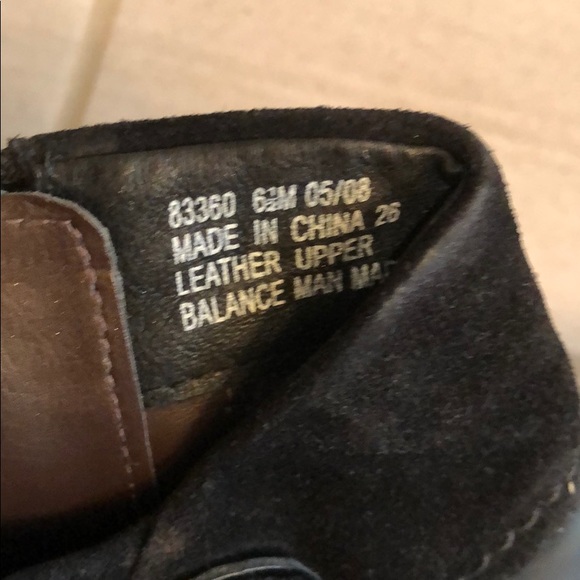 83360 6½M 05/08
MADE IN CHINA 26
LEATHER UPPER
BALANCE MAN MA